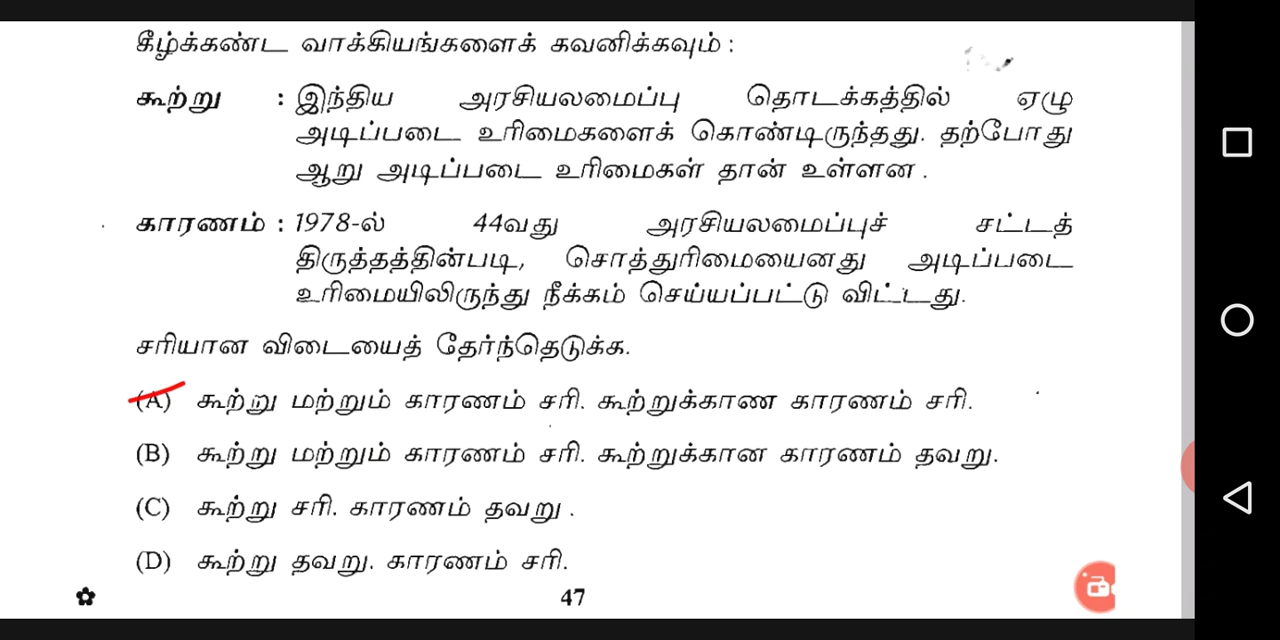 கீழ்க்கண்ட வாக்கியங்களைக் கவனிக்கவும் :
கூற்று : இந்திய அரசியலமைப்பு தொடக்கத்தில் ஏழு
அடிப்படை உரிமைகளைக் கொண்டிருந்தது. தற்போது
ஆறு அடிப்படை உரிமைகள் தான் உள்ளன .
காரணம் : 1978-ல் 44வது அரசியலமைப்புச் சட்டத்
திருத்தத்தின்படி, சொத்துரிமையைனது அடிப்படை
உரிமையிலிருந்து நீக்கம் செய்யப்பட்டு விட்டது.
சரியான விடையைத் தேர்ந்தெடுக்க.
(A) கூற்று மற்றும் காரணம் சரி. கூற்றுக்காண காரணம் சரி.
(B) கூற்று மற்றும் காரணம் சரி. கூற்றுக்கான காரணம் தவறு.
(C) கூற்று சரி. காரணம் தவறு .
(D) கூற்று தவறு. காரணம் சரி.
47